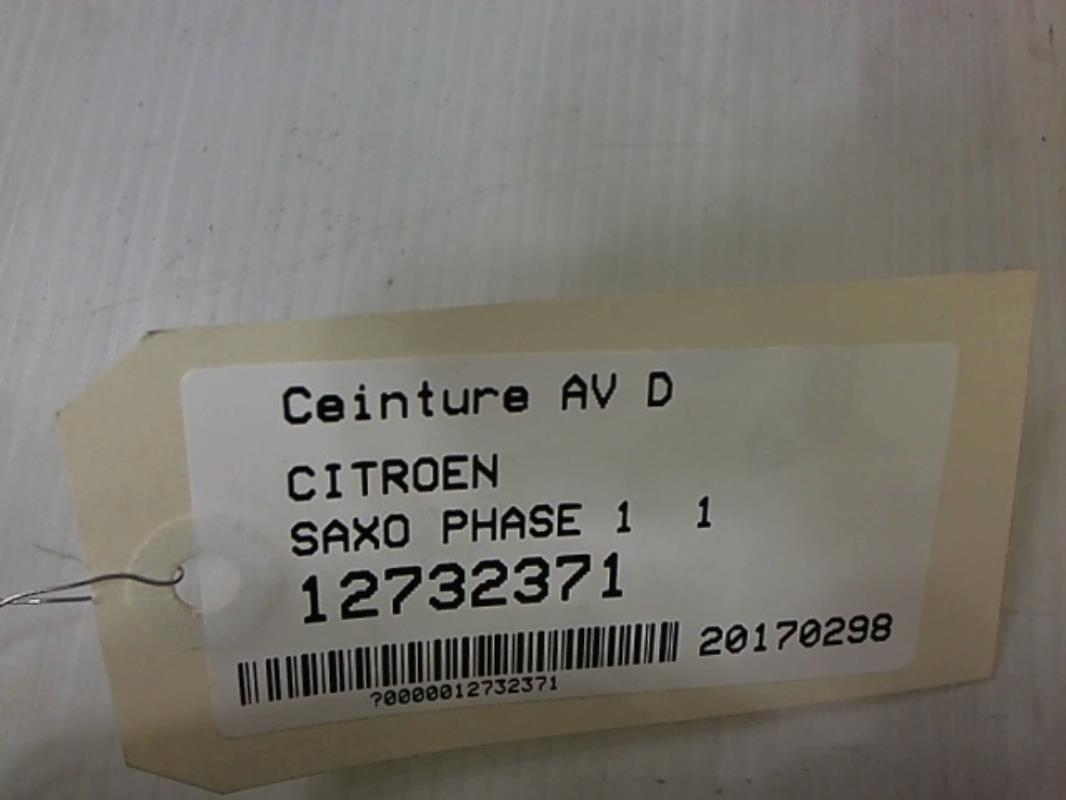 Ceinture AV D
CITROEN
SAXO PHASE 1 1
12732371
20170298
?0000012732371